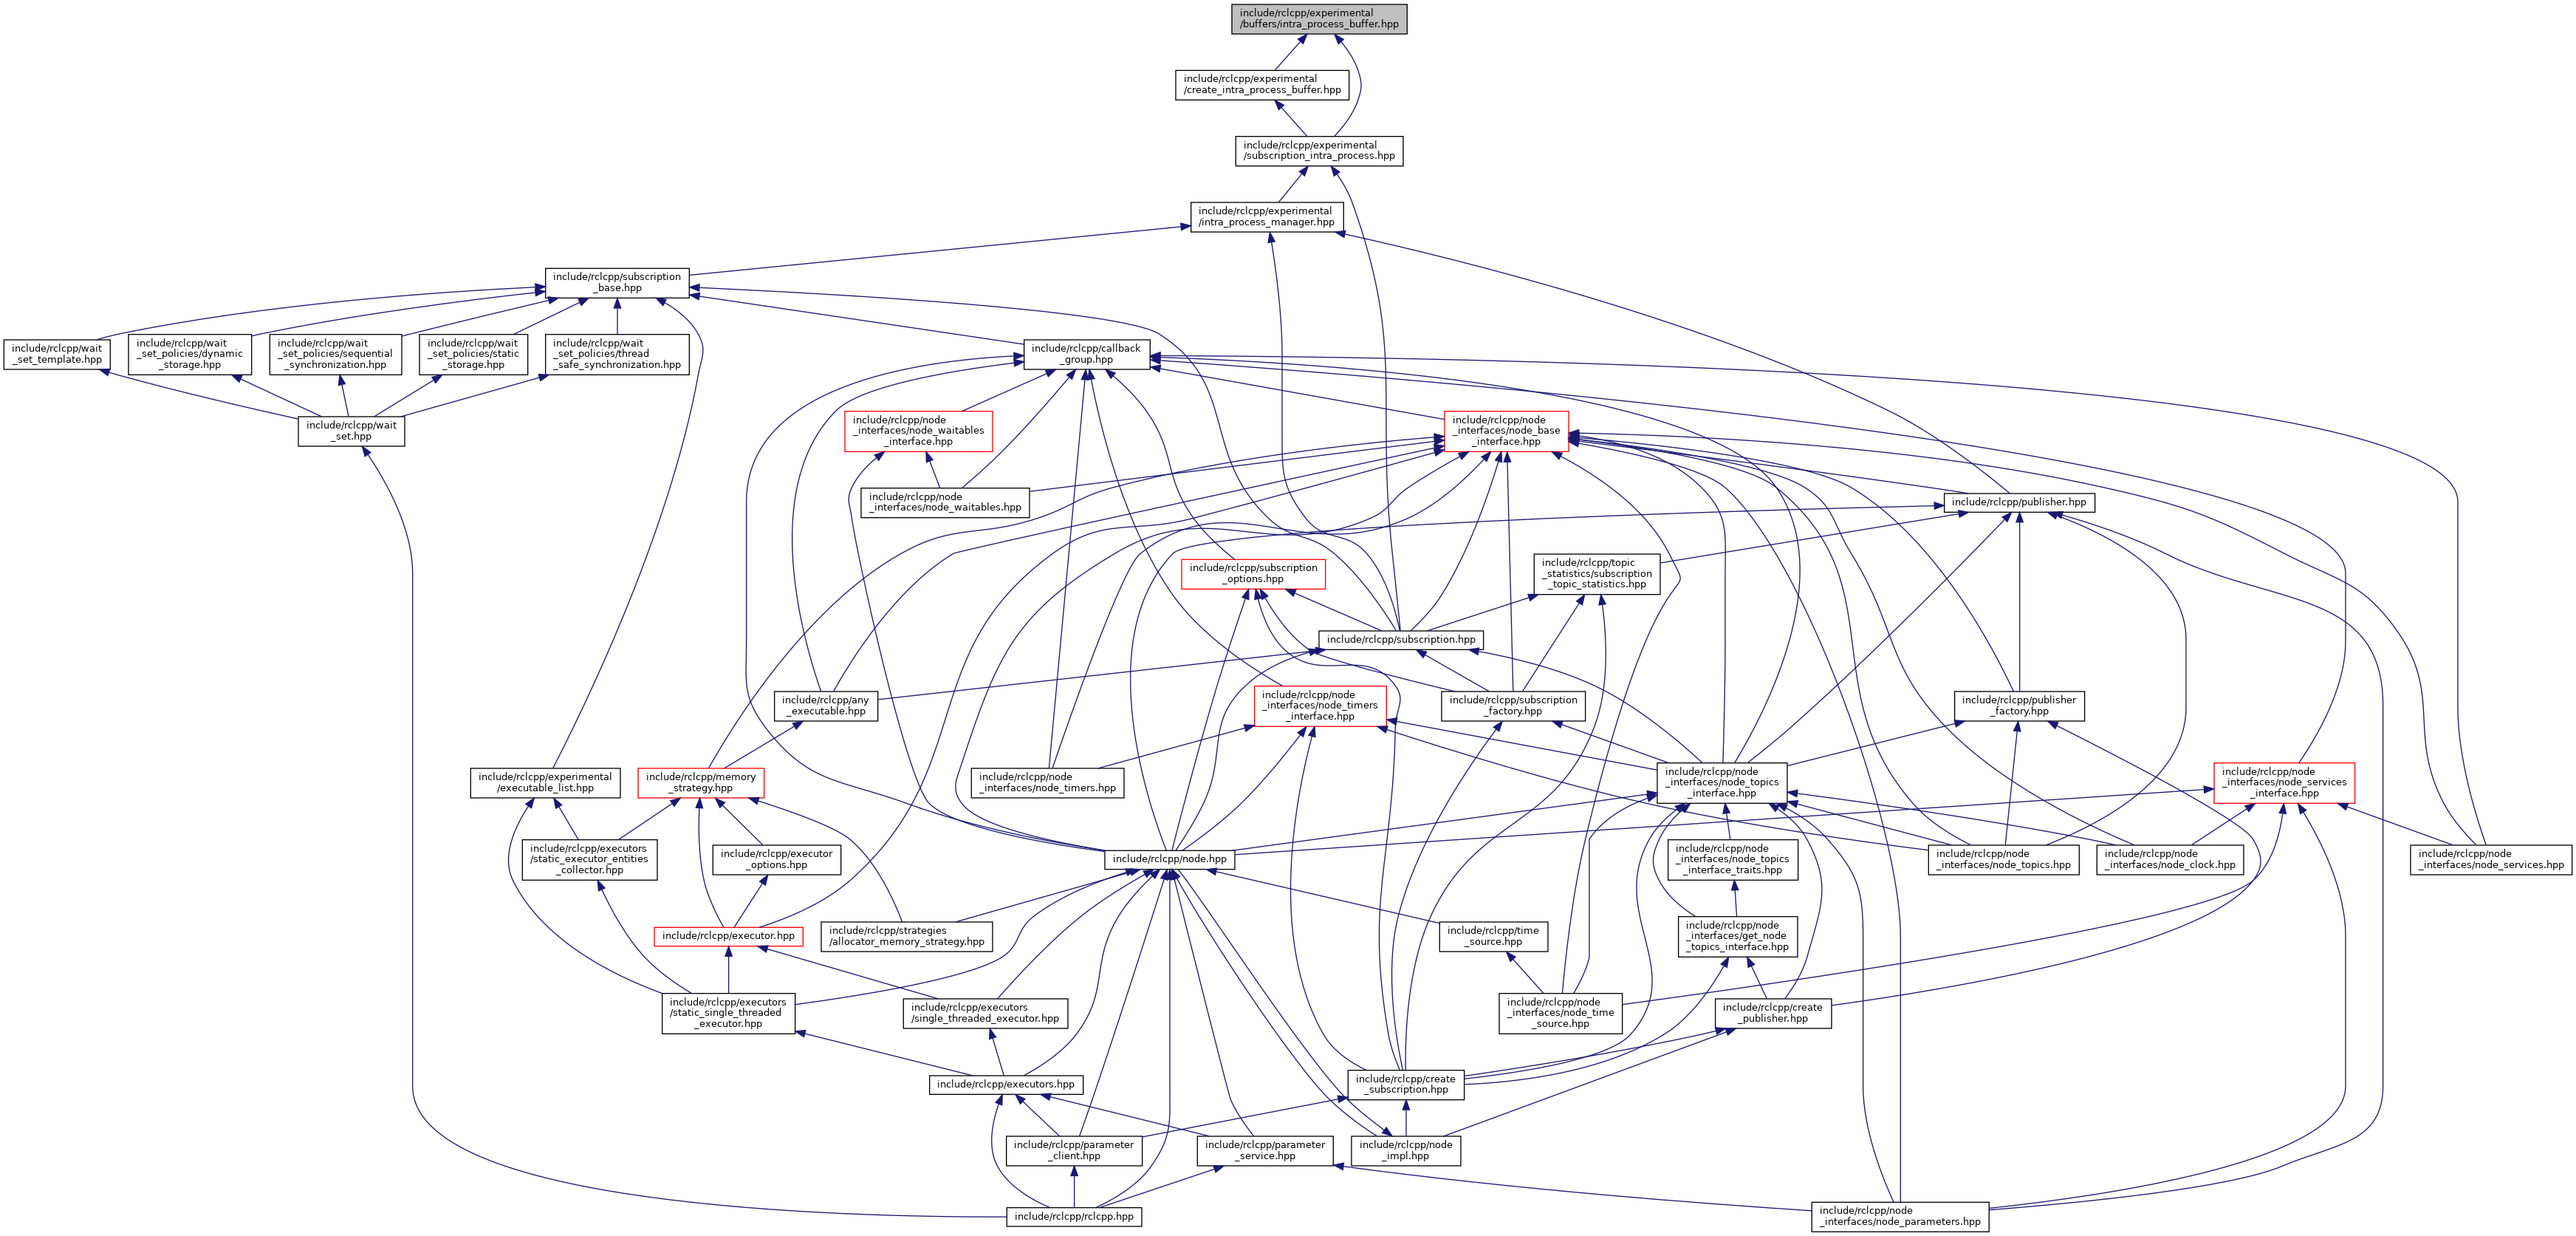 include/rclcpp/experimental
/buffers/intra_process_buffer.hpp
include/rclcpp/experimental
/create_intra_process_buffer.hpp
include/rclcpp/experimental
/subscription_intra_process.hpp
include/rclcpp/experimental
/intra_process_manager.hpp
include/rclcpp/subscription
_base.hpp
include/rclcpp/wait
_set_template.hpp
include/rclcpp/wait
_set_policies/dynamic
_storage.hpp
include/rclcpp/wait
_set_policies/sequential
_synchronization.hpp
include/rclcpp/wait
_set_policies/static
_storage.hpp
include/rclcpp/wait
_set_policies/thread
_safe_synchronization.hpp
include/rclcpp/callback
_group.hpp
include/rclcpp/wait
_set.hpp
include/rclcpp/node
_interfaces/node_waitables
_interface.hpp
include/rclcpp/node
_interfaces/node_base
_interface.hpp
include/rclcpp/node
_interfaces/node_waitables.hpp
include/rclcpp/publisher.hpp
include/rclcpp/subscription
_options.hpp
include/rclcpp/topic
_statistics/subscription
_topic_statistics.hpp
include/rclcpp/subscription.hpp
include/rclcpp/any
_executable.hpp
include/rclcpp/node
_interfaces/node_timers
_interface.hpp
include/rclcpp/subscription
_factory.hpp
include/rclcpp/publisher
_factory.hpp
include/rclcpp/experimental
/executable_list.hpp
include/rclcpp/memory
_strategy.hpp
include/rclcpp/node
_interfaces/node_timers.hpp
include/rclcpp/node
_interfaces/node_topics
_interface.hpp
include/rclcpp/node
_interfaces/node_services
_interface.hpp
include/rclcpp/executors
/static_executor_entities
_collector.hpp
include/rclcpp/executor
_options.hpp
include/rclcpp/node.hpp
include/rclcpp/node
_interfaces/node_topics
_interface_traits.hpp
include/rclcpp/node
_interfaces/node_topics.hpp
include/rclcpp/node
_interfaces/node_clock.hpp
include/rclcpp/node
_interfaces/node_services.hpp
include/rclcpp/executor.hpp
include/rclcpp/strategies
/allocator_memory_strategy.hpp
include/rclcpp/time
_source.hpp
include/rclcpp/node
_interfaces/get_node
_topics_interface.hpp
include/rclcpp/executors
/static_single_threaded
_executor.hpp
include/rclcpp/executors
/single_threaded_executor.hpp
include/rclcpp/node
_interfaces/node_time
_source.hpp
include/rclcpp/create
_publisher.hpp
include/rclcpp/executors.hpp
include/rclcpp/create
_subscription.hpp
include/rclcpp/parameter
_client.hpp
include/rclcpp/parameter
_service.hpp
include/rclcpp/node
_impl.hpp
include/rclcpp/rclcpp.hpp
include/rclcpp/node
_interfaces/node_parameters.hpp